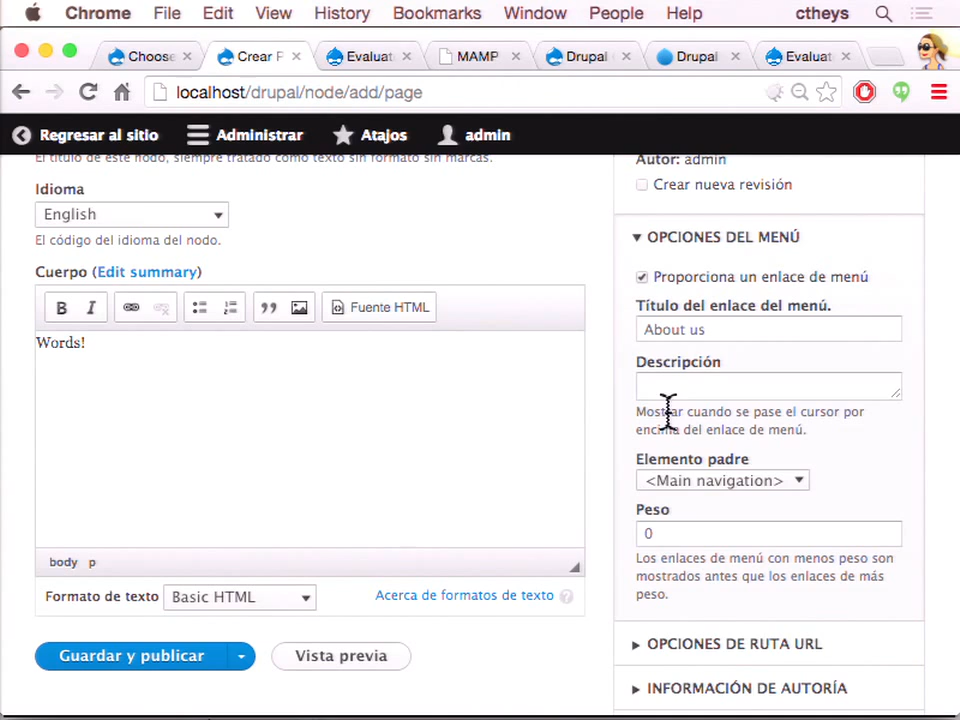 Chrome File Edit View History Bookmarks Window People Help ctheys
Choose Crear P Evaluat MAMP Drupal Drupal Evaluat
localhost/drupal/node/add/page
Regresar al sitio Administrar Atajos admin
El título de este nodo, siempre tratado como texto sin formato sin marcas.
Idioma
English
El código del idioma del nodo.
Cuerpo (Edit summary)
B I Fuente HTML
Words!
body p
Formato de texto Basic HTML Acerca de formatos de texto ?
Guardar y publicar Vista previa
Autor: admin
Crear nueva revisión
OPCIONES DEL MENÚ
Proporciona un enlace de menú
Título del enlace del menú.
About us
Descripción
Mostrar cuando se pase el cursor por
encima del enlace de menú.
Elemento padre
<Main navigation>
Peso
0
Los enlaces de menú con menos peso son
mostrados antes que los enlaces de más
peso.
OPCIONES DE RUTA URL
INFORMACIÓN DE AUTORÍA